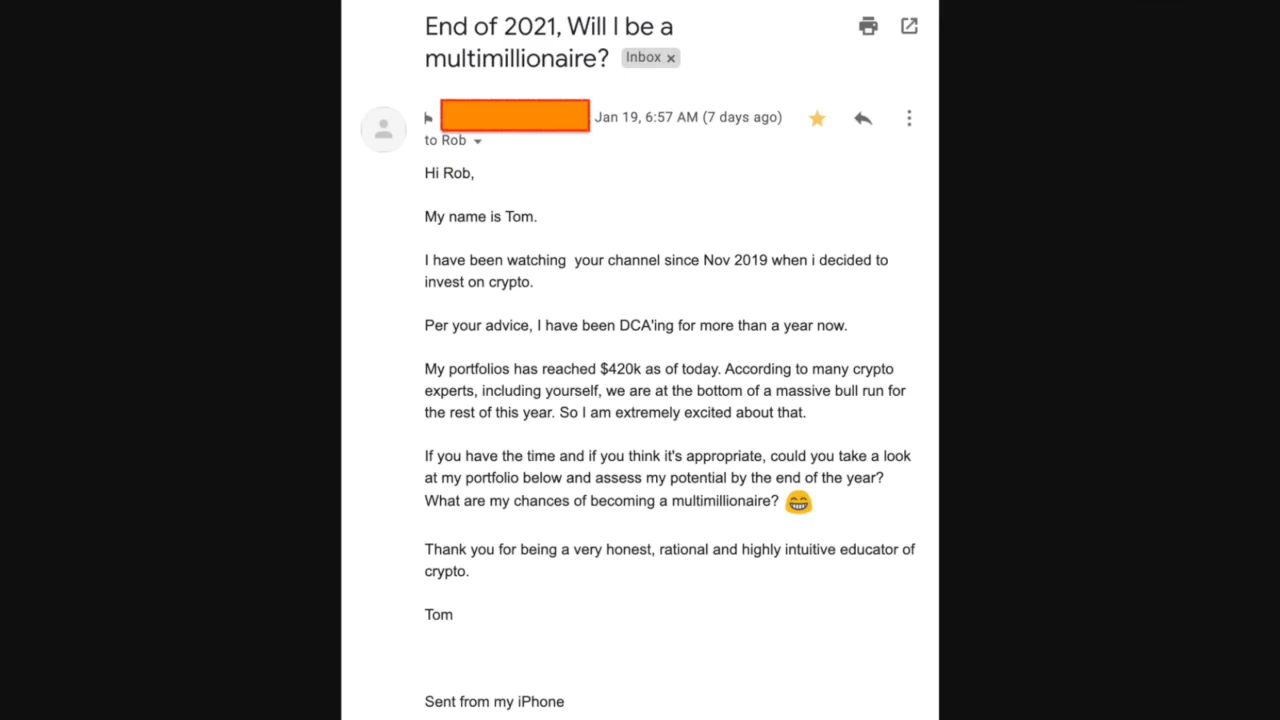 End of 2021, Will I be a
multimillionaire? Inbox x
Jan 19, 6:57 AM (7 days ago)
to Rob
Hi Rob,
My name is Tom.
I have been watching  your channel since Nov 2019 when i decided to
invest on crypto.
Per your advice, I have been DCA'ing for more than a year now.
My portfolios has reached $420k as of today. According to many crypto
experts, including yourself, we are at the bottom of a massive bull run for
the rest of this year. So I am extremely excited about that.
If you have the time and if you think it's appropriate, could you take a look
at my portfolio below and assess my potential by the end of the year?
What are my chances of becoming a multimillionaire? 😁
Thank you for being a very honest, rational and highly intuitive educator of
crypto.
Tom
Sent from my iPhone